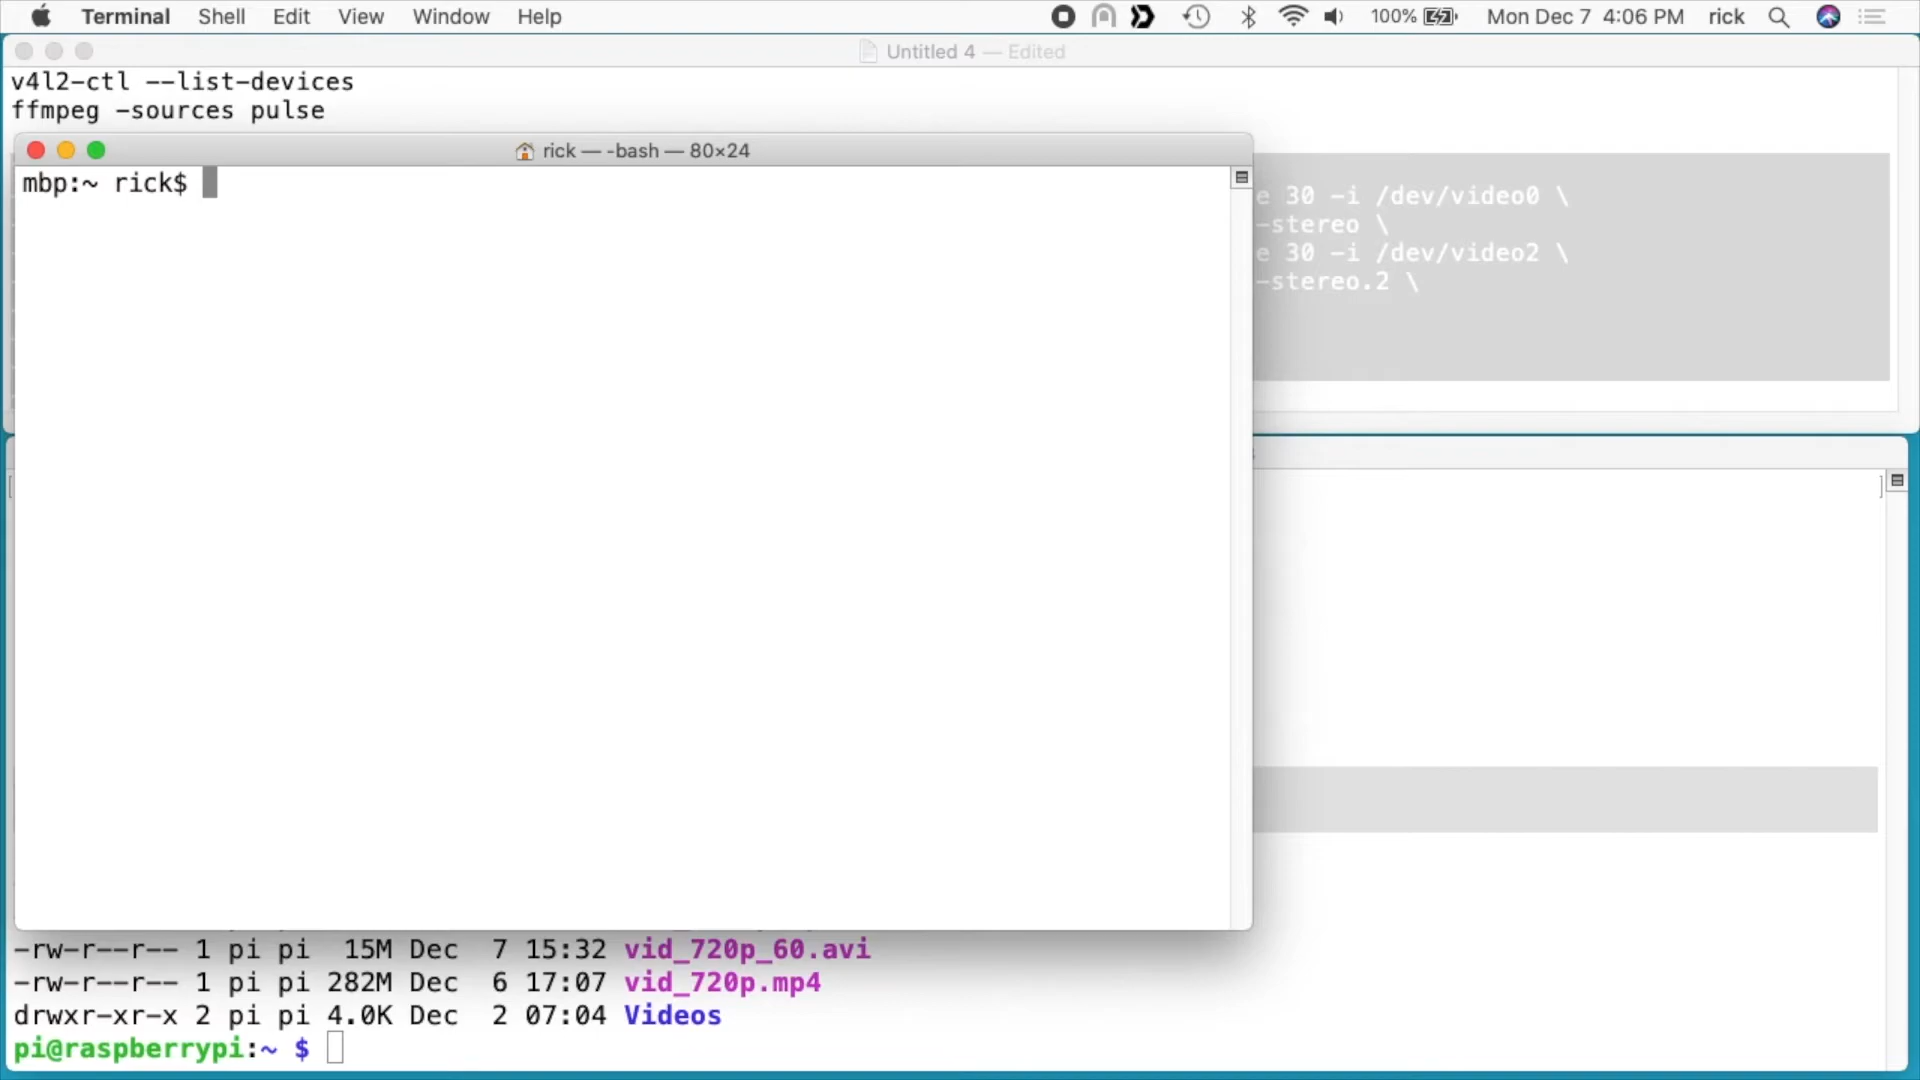 Terminal Shell Edit View Window Help 100% Mon Dec 7 4:06 PM rick
Untitled 4 — Edited
v4l2-ctl --list-devices
ffmpeg -sources pulse
rick — -bash — 80×24
mbp:~ rick$
e 30 -i /dev/video0 \
-stereo \
e 30 -i /dev/video2 \
-stereo.2 \
-rw-r--r-- 1 pi pi 15M Dec 7 15:32 vid_720p_60.avi
-rw-r--r-- 1 pi pi 282M Dec 6 17:07 vid_720p.mp4
drwxr-xr-x 2 pi pi 4.0K Dec 2 07:04 Videos
pi@raspberrypi:~ $